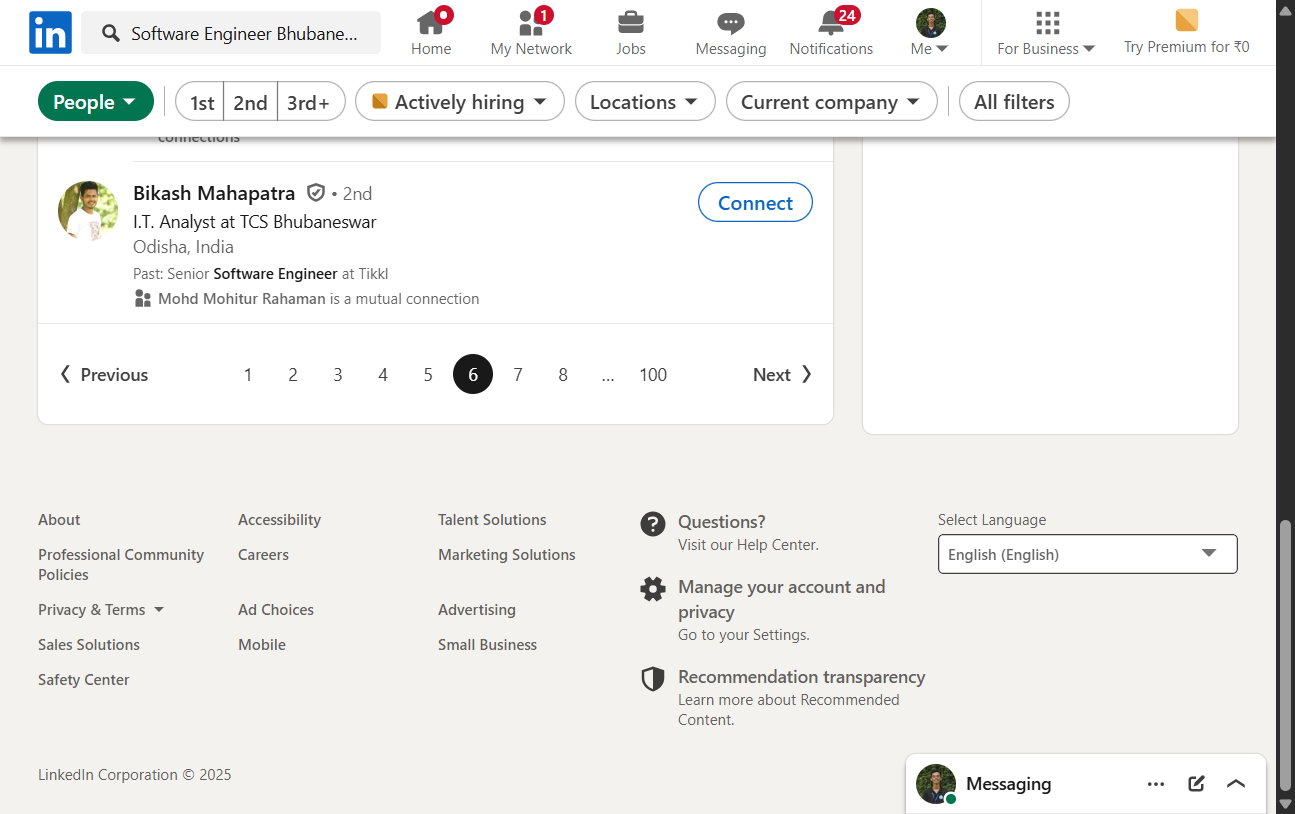 in
Software Engineer Bhubane...
Home
1
My Network
Jobs
Messaging
24
Notifications
Me
For Business
Try Premium for ₹0
People
1st
2nd
3rd+
Actively hiring
Locations
Current company
All filters
connections
Bikash Mahapatra • 2nd
Connect
I.T. Analyst at TCS Bhubaneswar
Odisha, India
Past: Senior Software Engineer at Tikkl
Mohd Mohitur Rahaman is a mutual connection
Previous
1
2
3
4
5
6
7
8
...
100
Next
About
Accessibility
Talent Solutions
Professional Community
Policies
Careers
Marketing Solutions
Privacy & Terms
Ad Choices
Advertising
Sales Solutions
Mobile
Small Business
Safety Center
Questions?
Visit our Help Center.
Manage your account and
privacy
Go to your Settings.
Recommendation transparency
Learn more about Recommended
Content.
Select Language
English (English)
LinkedIn Corporation © 2025
Messaging